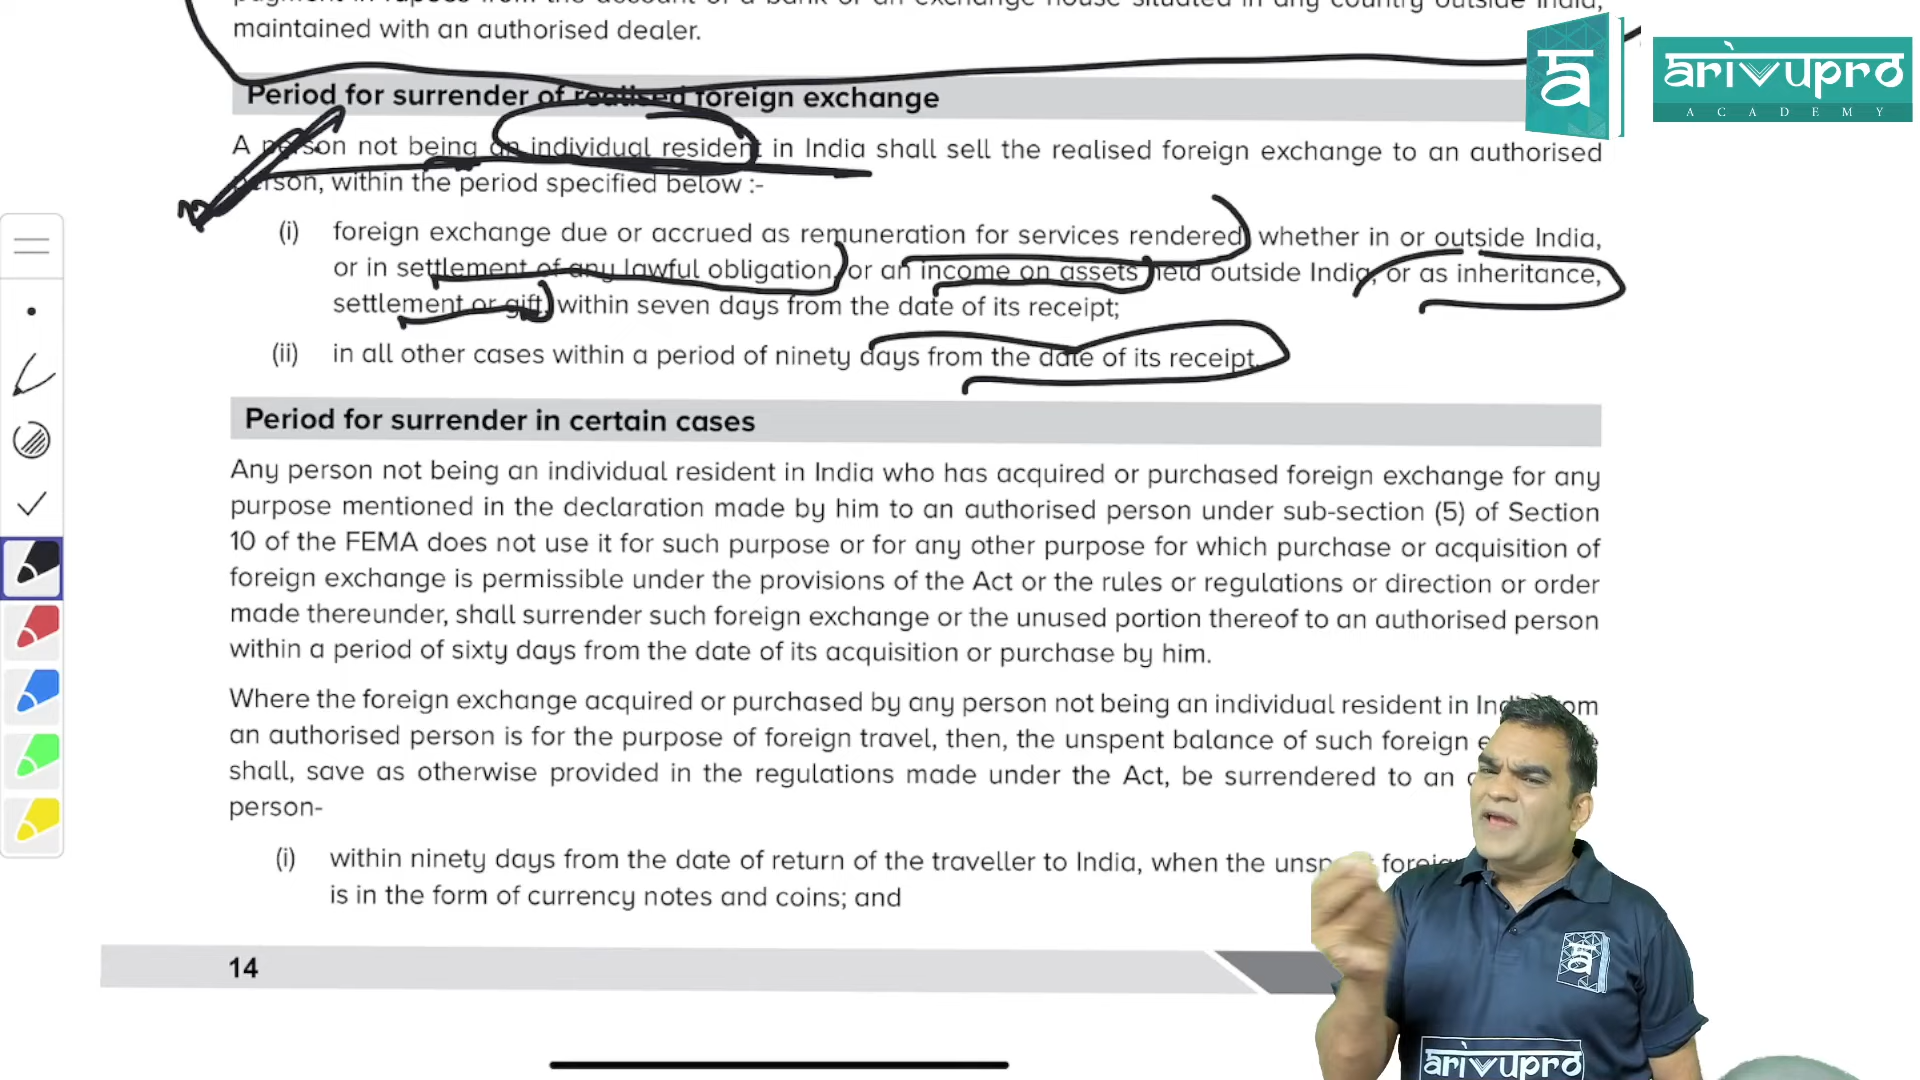 maintained with an authorised dealer.
Period for surrender of realised foreign exchange
A person not being an individual resident in India shall sell the realised foreign exchange to an authorised
person, within the period specified below :-
(i) foreign exchange due or accrued as remuneration for services rendered, whether in or outside India,
or in settlement of any lawful obligation, or an income on assets held outside India, or as inheritance,
settlement or gift, within seven days from the date of its receipt;
(ii) in all other cases within a period of ninety days from the date of its receipt.
Period for surrender in certain cases
Any person not being an individual resident in India who has acquired or purchased foreign exchange for any
purpose mentioned in the declaration made by him to an authorised person under sub-section (5) of Section
10 of the FEMA does not use it for such purpose or for any other purpose for which purchase or acquisition of
foreign exchange is permissible under the provisions of the Act or the rules or regulations or direction or order
made thereunder, shall surrender such foreign exchange or the unused portion thereof to an authorised person
within a period of sixty days from the date of its acquisition or purchase by him.
Where the foreign exchange acquired or purchased by any person not being an individual resident in India from
an authorised person is for the purpose of foreign travel, then, the unspent balance of such foreign
shall, save as otherwise provided in the regulations made under the Act, be surrendered to an
person-
(i) within ninety days from the date of return of the traveller to India, when the unspent foreign
is in the form of currency notes and coins; and
14
arivupro
ACADEMY
arivupro